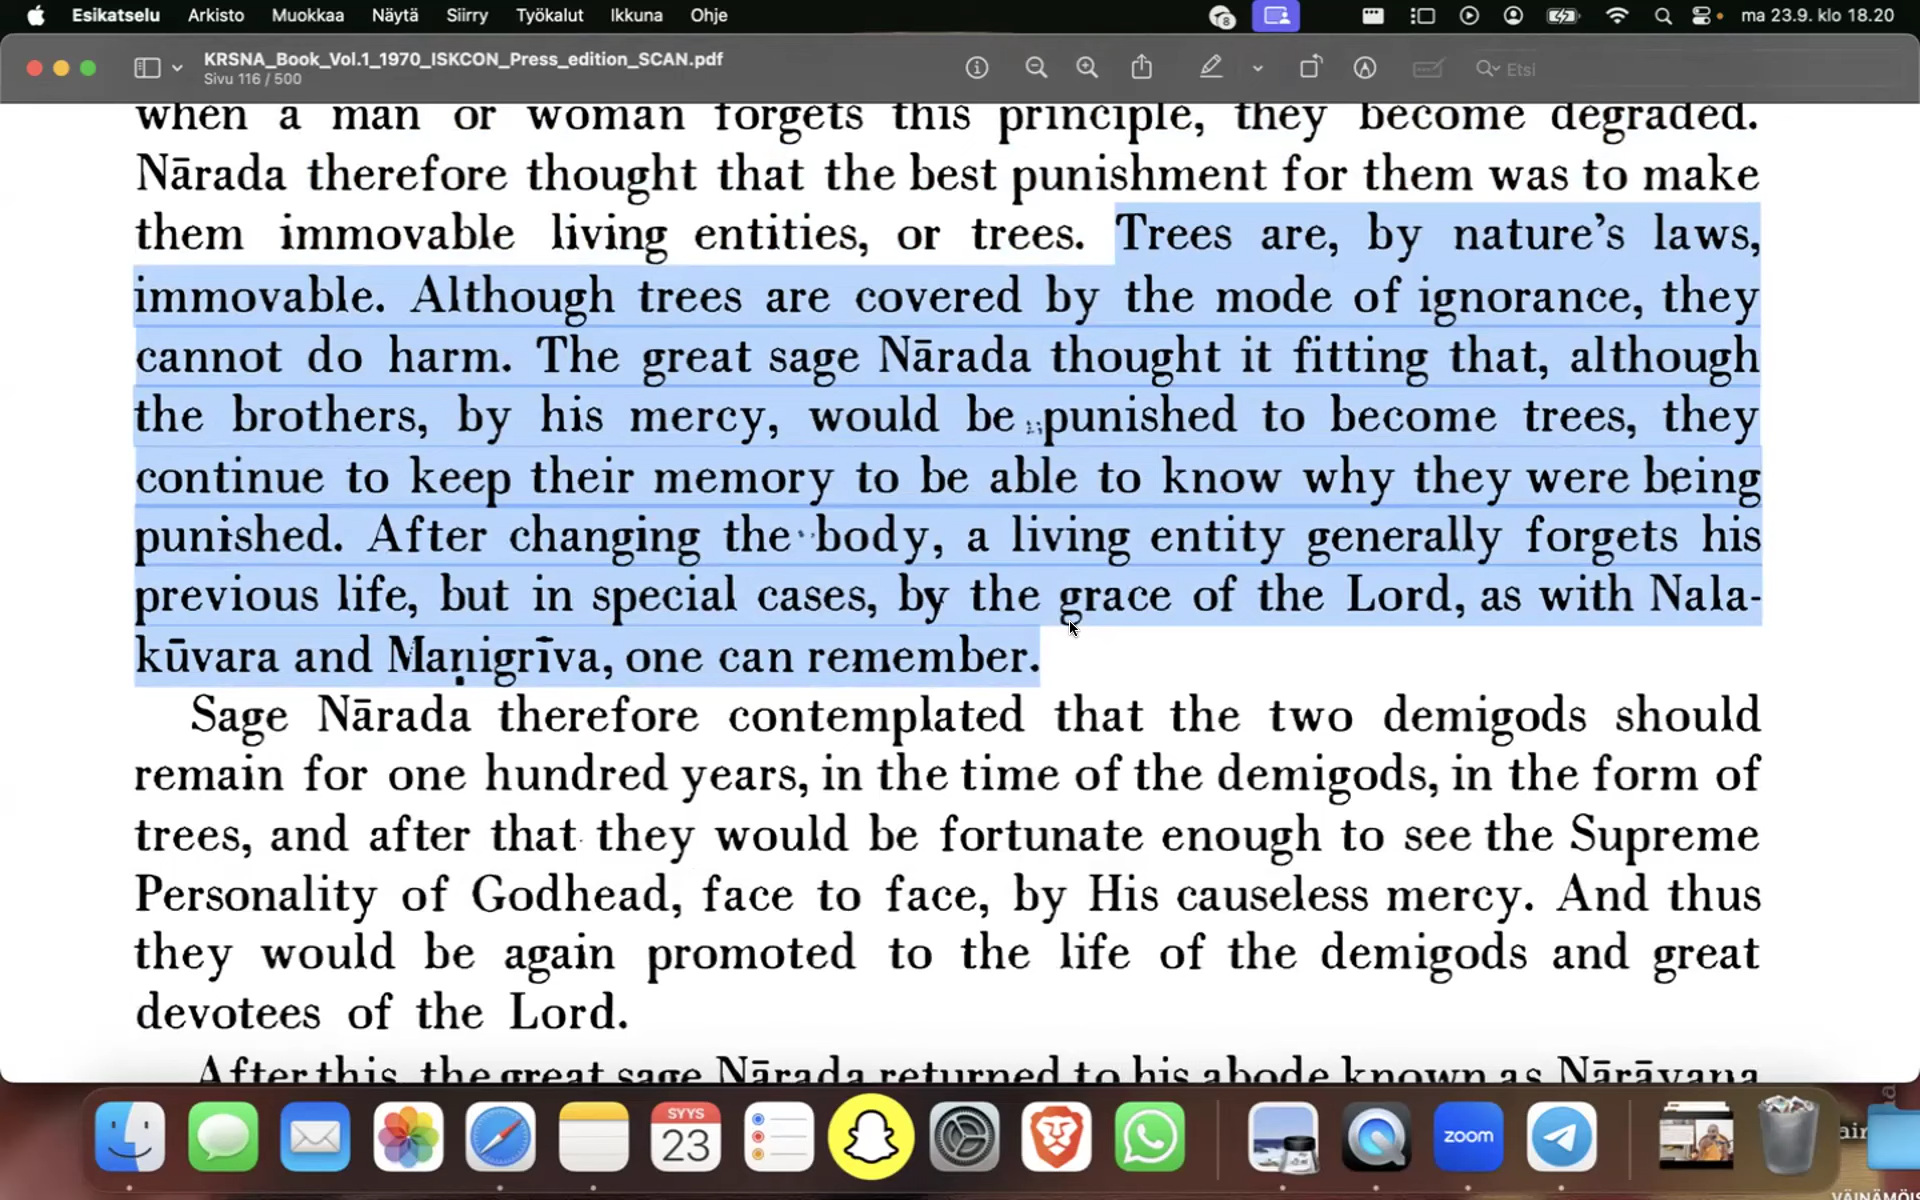 Esikatselu Arkisto Muokkaa Näytä Siirry Työkalut Ikkuna Ohje 8 ma 23.9. klo 18.20
KRSNA_Book_Vol.1_1970_ISKCON_Press_edition_SCAN.pdf
Sivu 116 / 500
Etsi
when a man or woman forgets this principle, they become degraded.
Nārada therefore thought that the best punishment for them was to make
them immovable living entities, or trees. Trees are, by nature’s laws,
immovable. Although trees are covered by the mode of ignorance, they
cannot do harm. The great sage Nārada thought it fitting that, although
the brothers, by his mercy, would be punished to become trees, they
continue to keep their memory to be able to know why they were being
punished. After changing the body, a living entity generally forgets his
previous life, but in special cases, by the grace of the Lord, as with Nala-
kūvara and Maṇigrīva, one can remember.
Sage Nārada therefore contemplated that the two demigods should
remain for one hundred years, in the time of the demigods, in the form of
trees, and after that they would be fortunate enough to see the Supreme
Personality of Godhead, face to face, by His causeless mercy. And thus
they would be again promoted to the life of the demigods and great
devotees of the Lord.
After this, the great sage Nārada returned to his abode known as Nārāyaṇa
SYYS
23
zoom